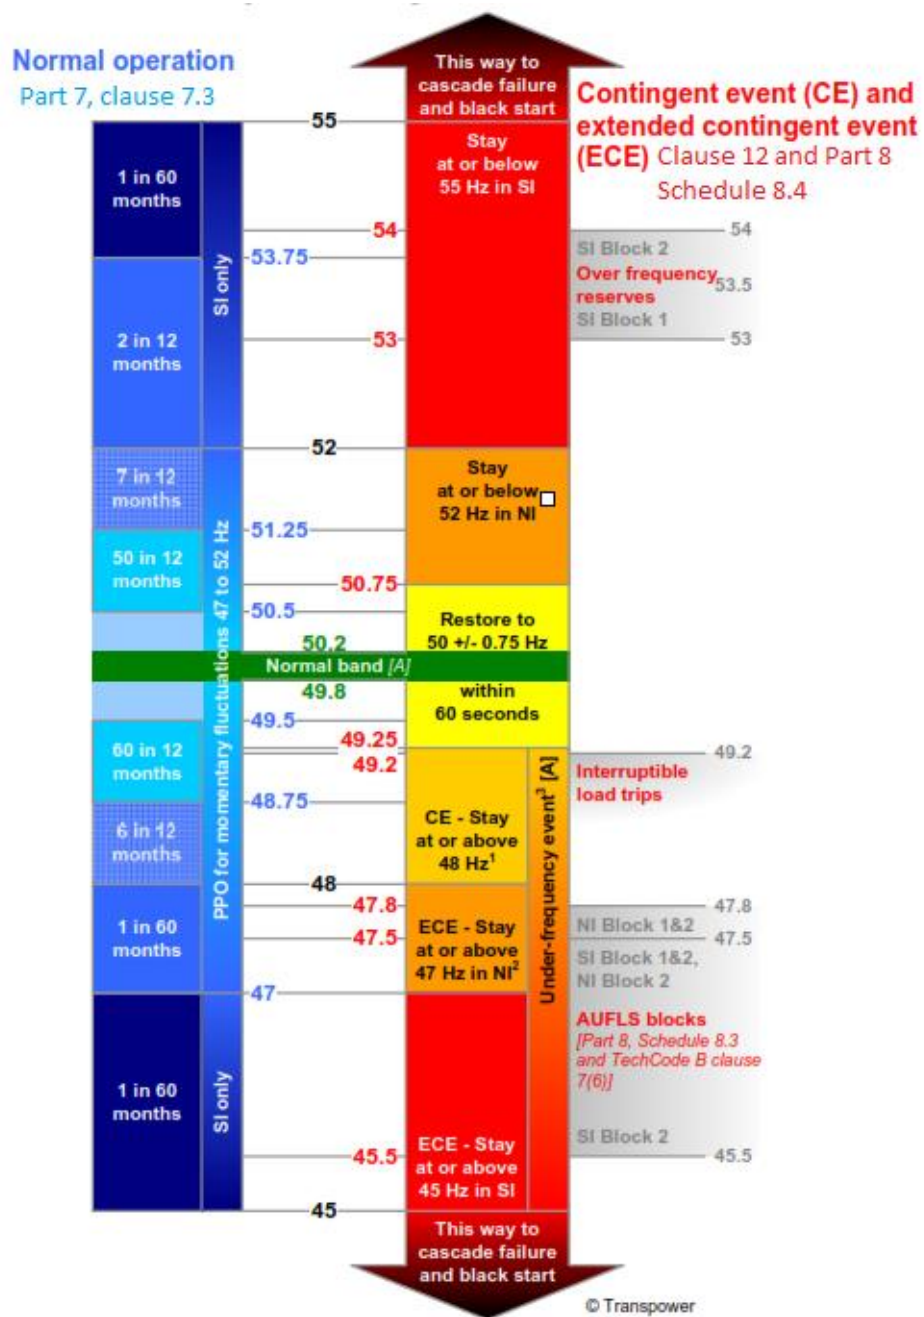 Normal operation
Part 7, clause 7.3
This way to
cascade failure
and black start
Contingent event (CE) and
extended contingent event
(ECE) Clause 12 and Part 8
Schedule 8.4
55
Stay
at or below
55 Hz in SI
1 in 60
months
SI only
54
53.75
53
54
SI Block 2
Over frequency
reserves
53.5
SI Block 1
53
2 in 12
months
52
7 in 12
months
Stay
at or below
52 Hz in NI
51.25
50 in 12
months
50.75
50.5
PPO for momentary fluctuations 47 to 52 Hz
Restore to
50 +/- 0.75 Hz
50.2
Normal band [A]
49.8
within
60 seconds
49.5
49.25
49.2
60 in 12
months
49.2
Interruptible
load trips
48.75
6 in 12
months
CE - Stay
at or above
48 Hz1
Under-frequency event3 [A]
48
47.8
47.5
1 in 60
months
ECE - Stay
at or above
47 Hz in NI2
47.8
NI Block 1&2
47.5
SI Block 1&2,
NI Block 2
47
AUFLS blocks
[Part 8, Schedule 8.3
and TechCode B clause
7(6)]
1 in 60
months
SI only
SI Block 2
45.5
45.5
ECE - Stay
at or above
45 Hz in SI
45
This way to
cascade failure
and black start
© Transpower